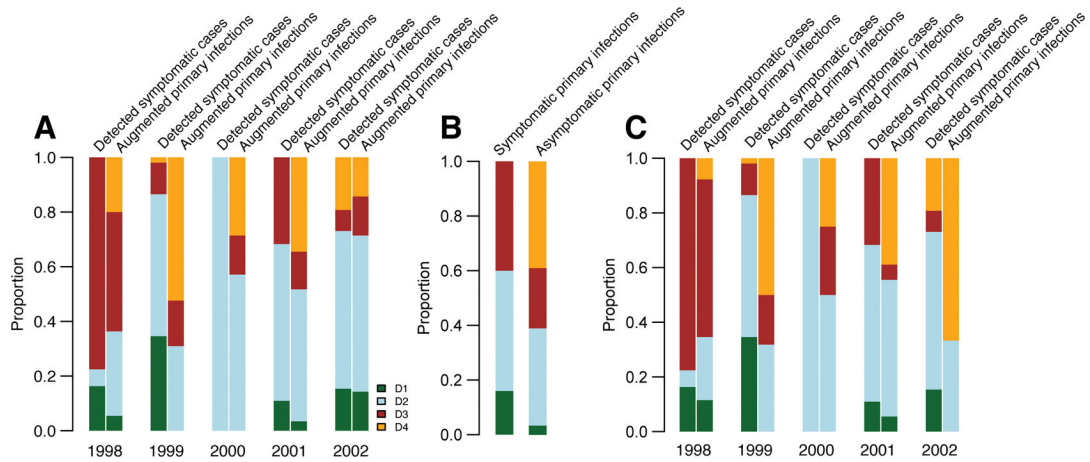 A
Detected symptomatic cases
Augmented primary infections
Detected symptomatic cases
Augmented primary infections
Detected symptomatic cases
Augmented primary infections
Detected symptomatic cases
Augmented primary infections
Detected symptomatic cases
Augmented primary infections
Proportion
1.0
0.8
0.6
0.4
0.2
0.0
1998 1999 2000 2001 2002
D1
D2
D3
D4
B
Symptomatic primary infections
Asymptomatic primary infections
Proportion
1.0
0.8
0.6
0.4
0.2
0.0
C
Detected symptomatic cases
Augmented primary infections
Detected symptomatic cases
Augmented primary infections
Detected symptomatic cases
Augmented primary infections
Detected symptomatic cases
Augmented primary infections
Detected symptomatic cases
Augmented primary infections
Proportion
1.0
0.8
0.6
0.4
0.2
0.0
1998 1999 2000 2001 2002